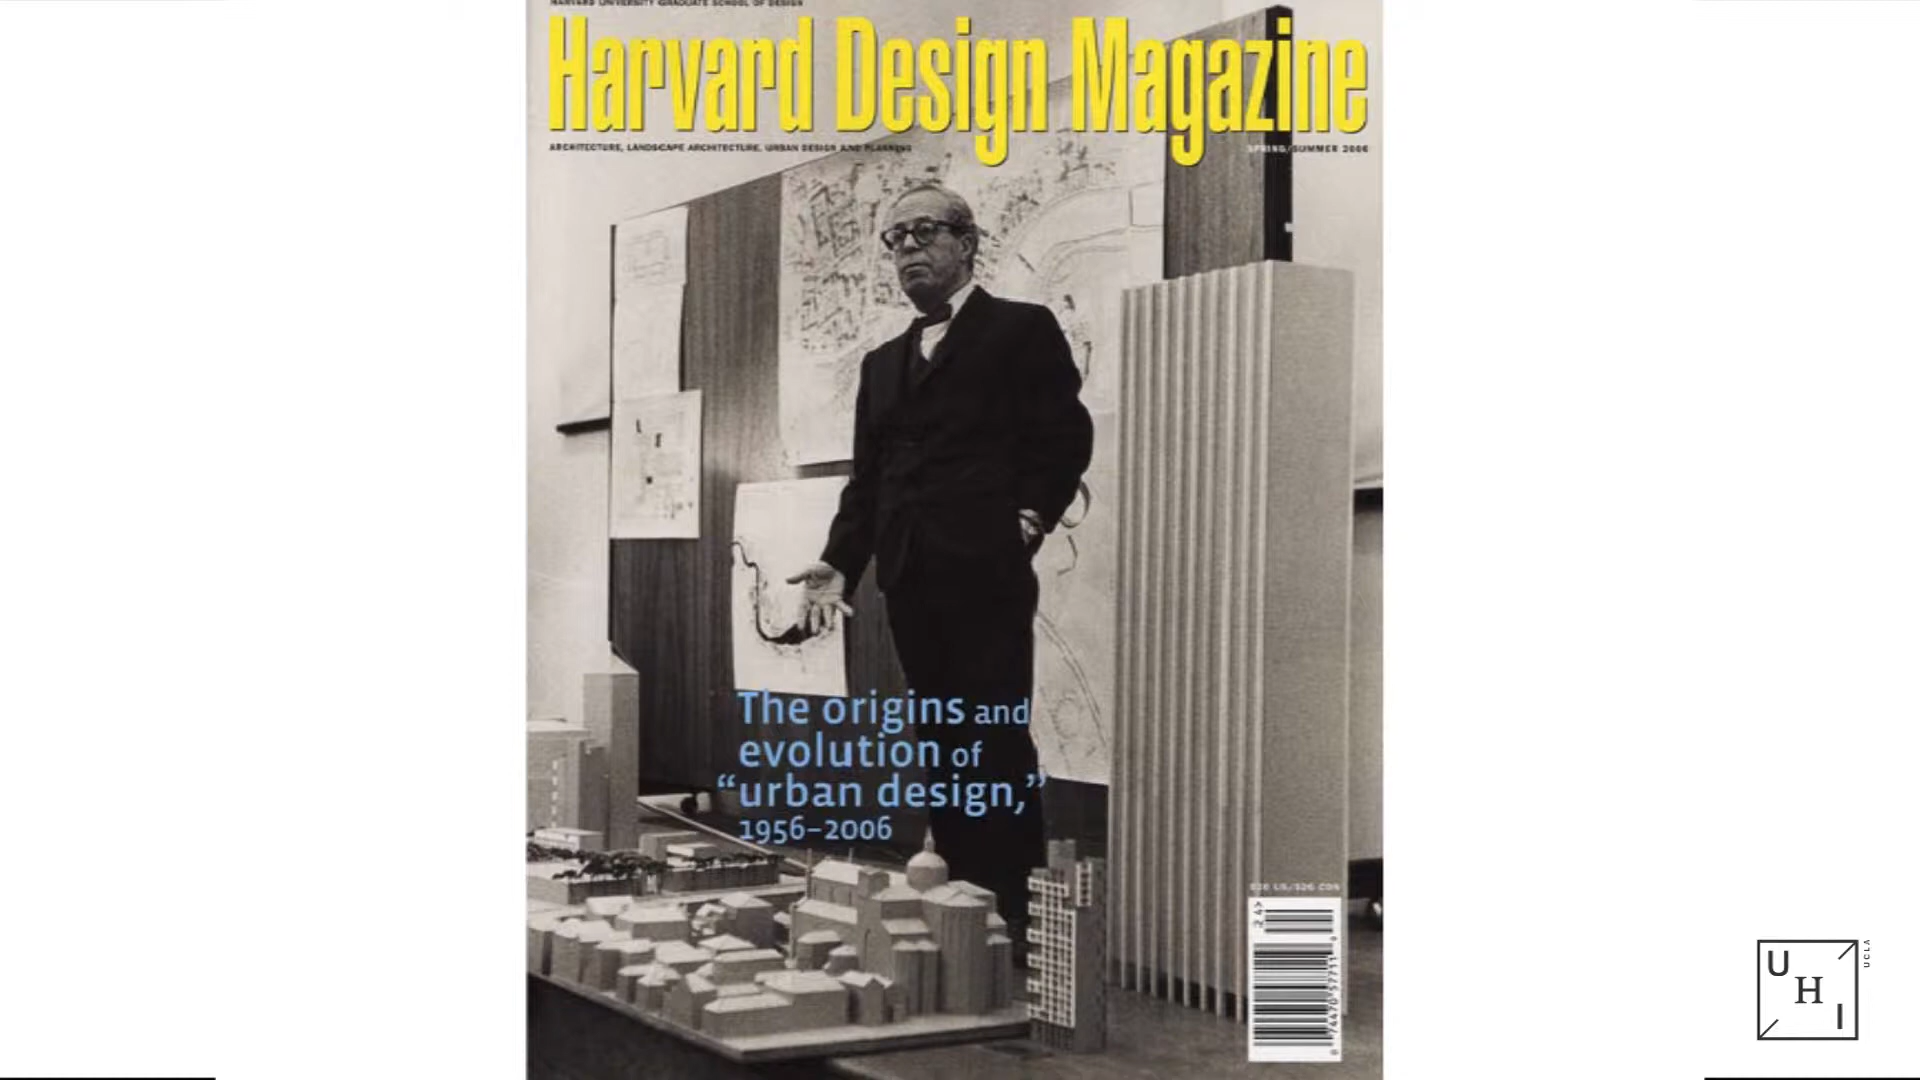 HARVARD UNIVERSITY GRADUATE SCHOOL OF DESIGN
Harvard Design Magazine
ARCHITECTURE, LANDSCAPE ARCHITECTURE, URBAN DESIGN AND PLANNING
SPRING/SUMMER 2006
The origins and
evolution of
“urban design,”
1956–2006
UCLA
U
H
I